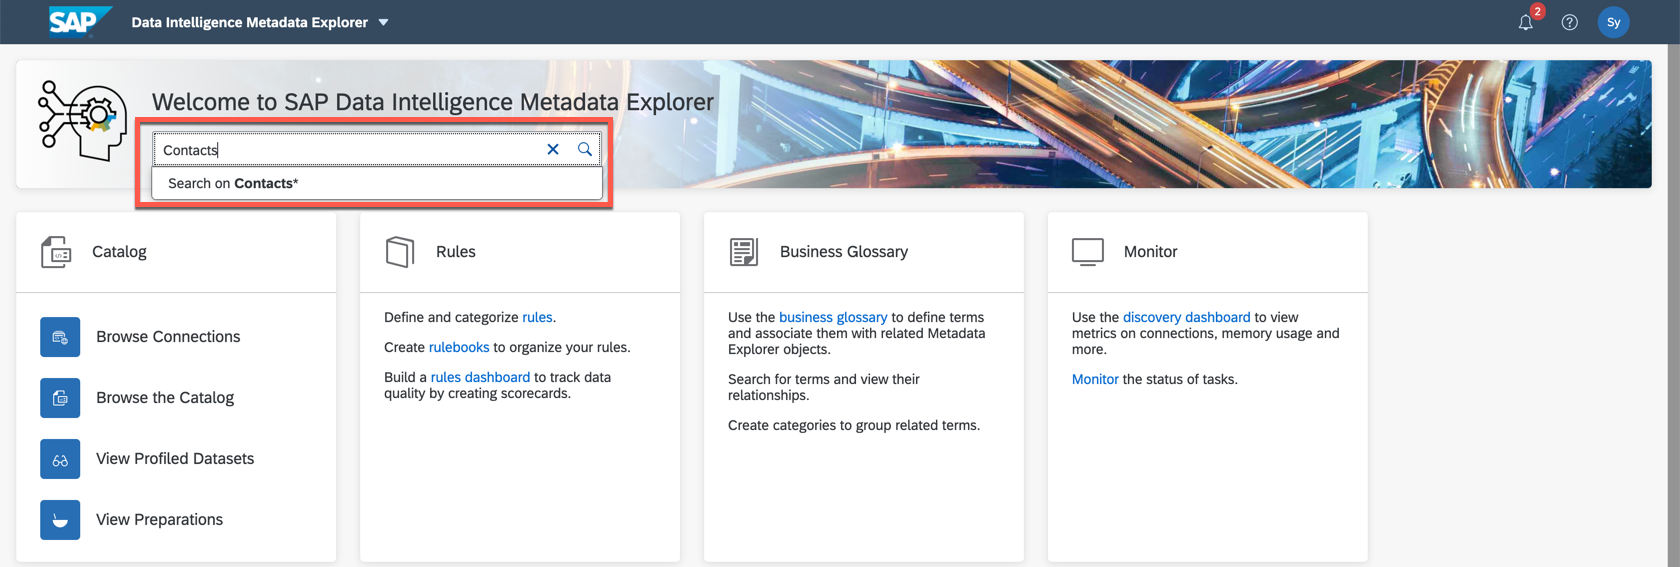 SAP Data Intelligence Metadata Explorer
2
Sy
Welcome to SAP Data Intelligence Metadata Explorer
Contacts
Search on Contacts*
Catalog
Browse Connections
Browse the Catalog
View Profiled Datasets
View Preparations
Rules
Define and categorize rules.
Create rulebooks to organize your rules.
Build a rules dashboard to track data
quality by creating scorecards.
Business Glossary
Use the business glossary to define terms
and associate them with related Metadata
Explorer objects.
Search for terms and view their
relationships.
Create categories to group related terms.
Monitor
Use the discovery dashboard to view
metrics on connections, memory usage and
more.
Monitor the status of tasks.